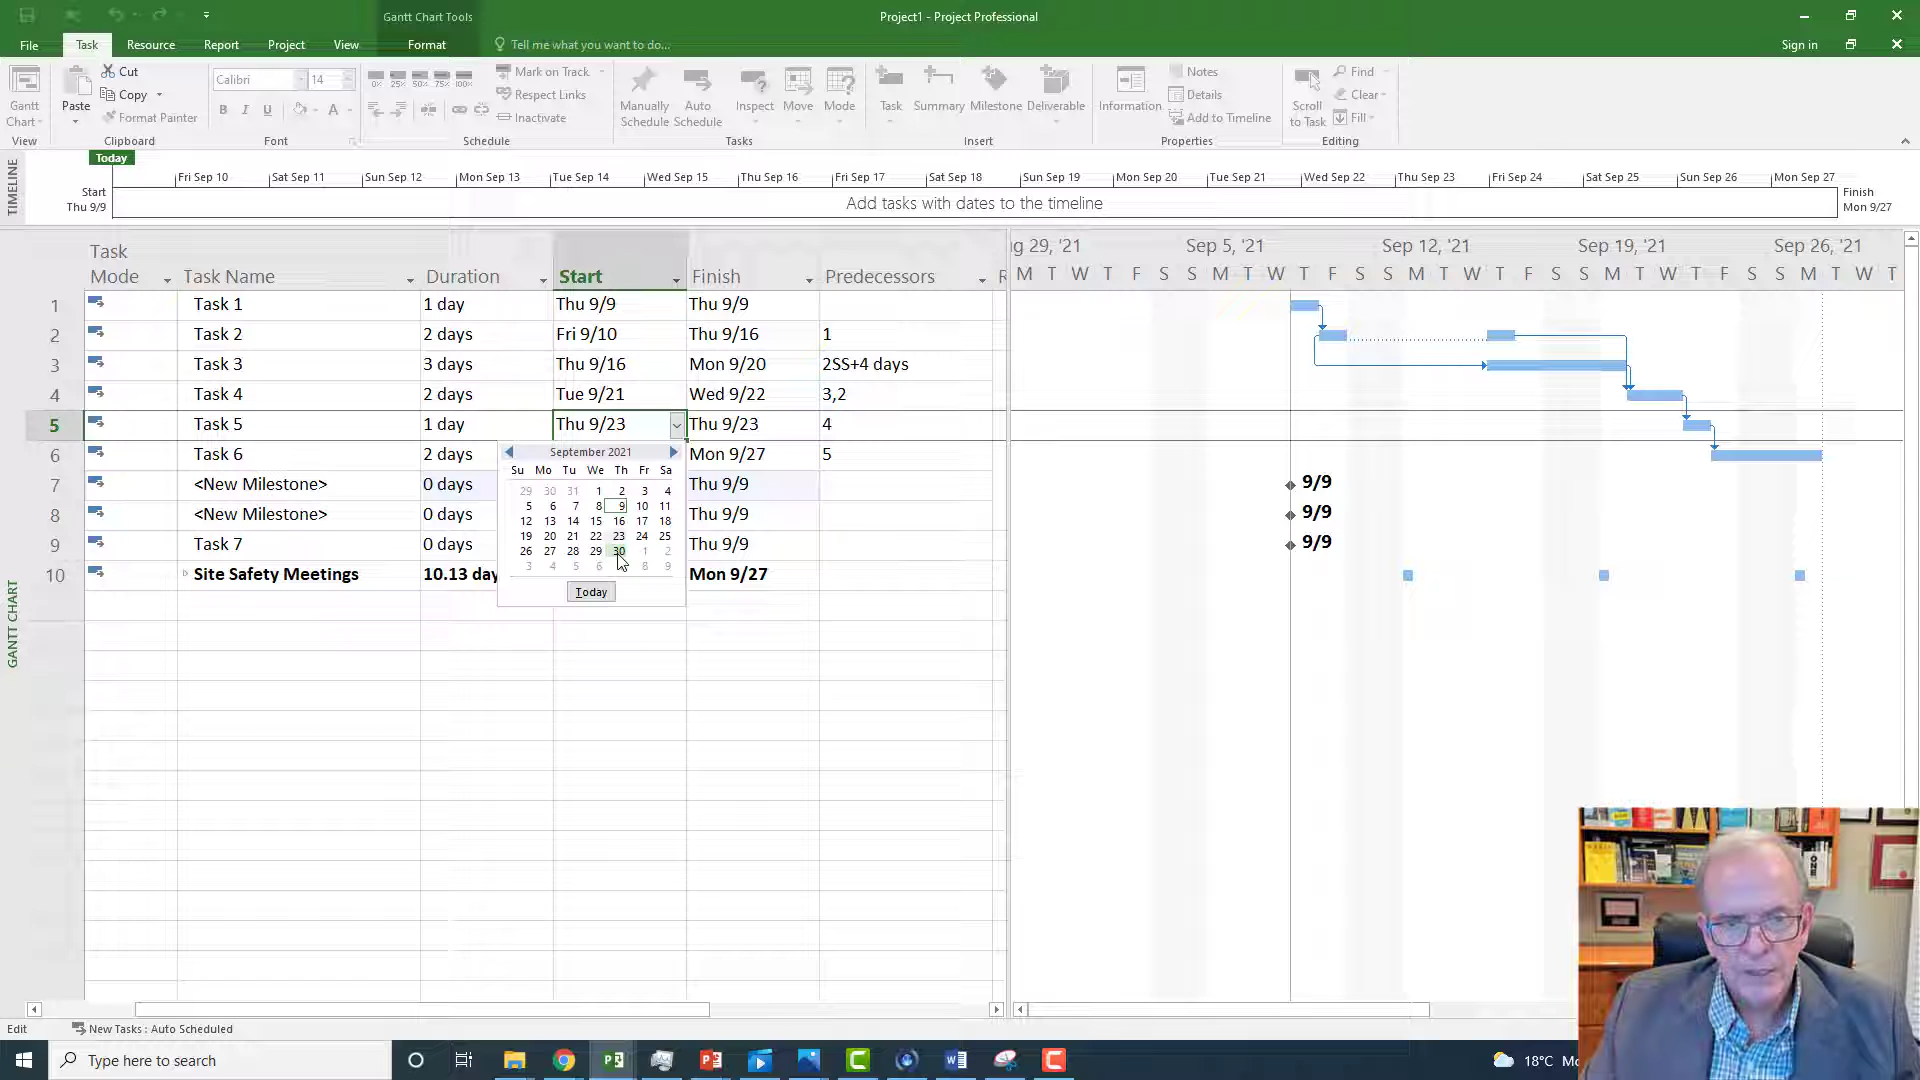 Gantt Chart Tools
Project1 - Project Professional
File Task Resource Report Project View Format Tell me what you want to do... Sign in
Gantt Chart
View
Paste
Cut
Copy
Format Painter
Clipboard
Calibri 14
B I U A
Font
0% 25% 50% 75% 100%
Mark on Track
Respect Links
Inactivate
Schedule
Manually Schedule
Auto Schedule
Inspect
Move
Mode
Tasks
Task
Summary
Milestone
Deliverable
Insert
Information
Notes
Details
Add to Timeline
Properties
Scroll to Task
Find
Clear
Fill
Editing
TIMELINE
Today
Fri Sep 10 Sat Sep 11 Sun Sep 12 Mon Sep 13 Tue Sep 14 Wed Sep 15 Thu Sep 16 Fri Sep 17 Sat Sep 18 Sun Sep 19 Mon Sep 20 Tue Sep 21 Wed Sep 22 Thu Sep 23 Fri Sep 24 Sat Sep 25 Sun Sep 26 Mon Sep 27
Start
Thu 9/9
Add tasks with dates to the timeline
Finish
Mon 9/27
Task Mode Task Name Duration Start Finish Predecessors R
ug 29, '21 Sep 5, '21 Sep 12, '21 Sep 19, '21 Sep 26, '21
M T W T F S S M T W T F S S M T W T F S S M T W T F S S M T W T
1 Task 1 1 day Thu 9/9 Thu 9/9
2 Task 2 2 days Fri 9/10 Thu 9/16 1
3 Task 3 3 days Thu 9/16 Mon 9/20 2SS+4 days
4 Task 4 2 days Tue 9/21 Wed 9/22 3,2
5 Task 5 1 day Thu 9/23 Thu 9/23 4
6 Task 6 2 days Mon 9/27 5
7 <New Milestone> 0 days Thu 9/9 9/9
8 <New Milestone> 0 days Thu 9/9 9/9
9 Task 7 0 days Thu 9/9 9/9
10 Site Safety Meetings 10.13 day Mon 9/27
September 2021
Su Mo Tu We Th Fr Sa
29 30 31 1 2 3 4
5 6 7 8 9 10 11
12 13 14 15 16 17 18
19 20 21 22 23 24 25
26 27 28 29 30 1 2
3 4 5 6 8 9
Today
GANTT CHART
Edit New Tasks : Auto Scheduled
Type here to search
18°C